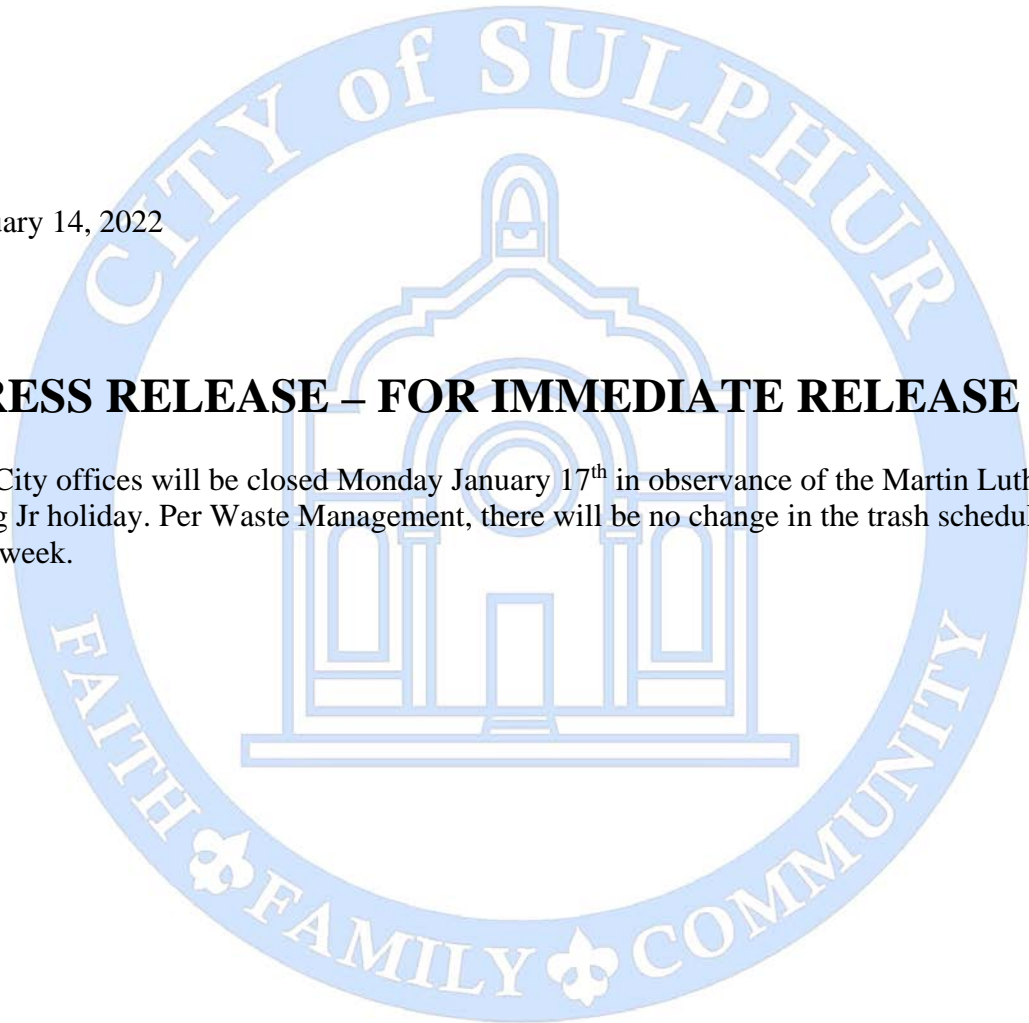 CITY of SULPHUR
uary 14, 2022
RESS RELEASE – FOR IMMEDIATE RELEASE
City offices will be closed Monday January 17th in observance of the Martin Luth
g Jr holiday. Per Waste Management, there will be no change in the trash schedul
week.
FAITH ⚜ FAMILY ⚜ COMMUNITY